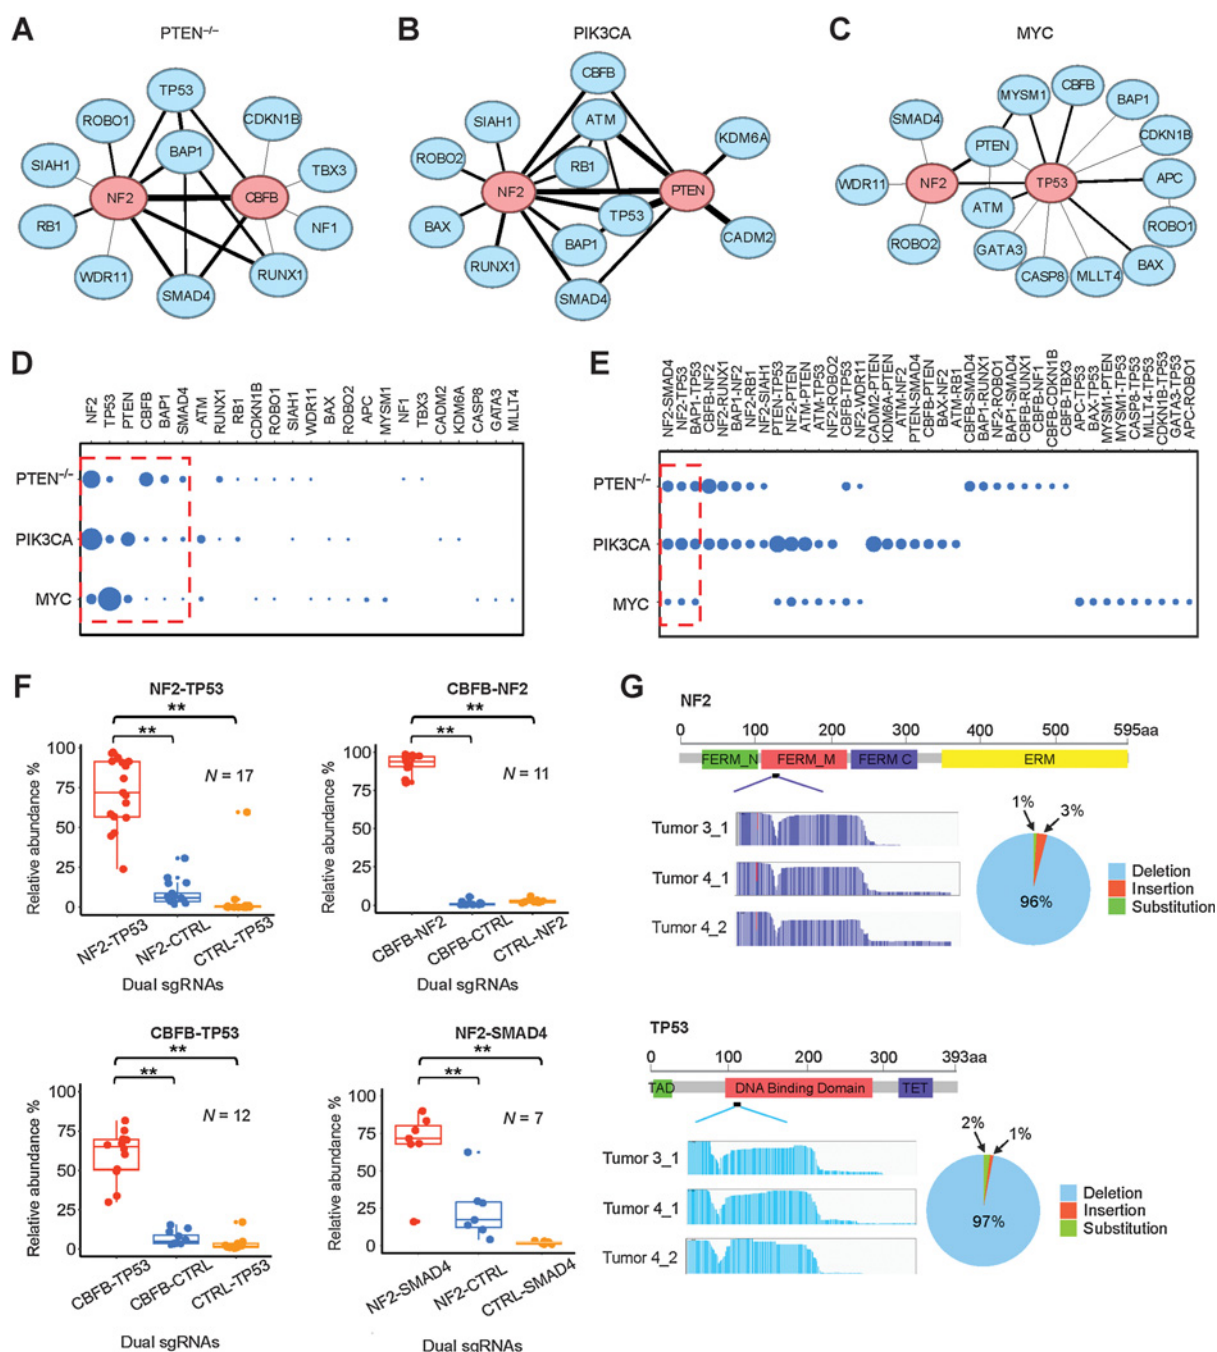 A
PTEN−/−
TP53
ROBO1
CDKN1B
SIAH1
BAP1
TBX3
NF2
CBFB
RB1
NF1
WDR11
RUNX1
SMAD4
B
PIK3CA
CBFB
SIAH1
ATM
KDM6A
ROBO2
RB1
NF2
PTEN
BAX
TP53
BAP1
CADM2
RUNX1
SMAD4
C
MYC
MYSM1
CBFB
BAP1
SMAD4
CDKN1B
PTEN
WDR11
NF2
TP53
APC
ATM
ROBO1
ROBO2
GATA3
BAX
CASP8
MLLT4
D
NF2
TP53
PTEN
CBFB
BAP1
SMAD4
ATM
RUNX1
RB1
CDKN1B
ROBO1
SIAH1
WDR11
BAX
ROBO2
APC
MYSM1
NF1
TBX3
CADM2
KDM6A
CASP8
GATA3
MLLT4
PTEN−/−
PIK3CA
MYC
E
NF2-SMAD4
NF2-TP53
BAP1-TP53
CBFB-NF2
NF2-RUNX1
BAP1-NF2
NF2-RB1
NF2-SIAH1
PTEN-TP53
NF2-PTEN
ATM-PTEN
ATM-TP53
NF2-ROBO2
CBFB-TP53
NF2-WDR11
CADM2-PTEN
KDM6A-PTEN
ATM-NF2
PTEN-SMAD4
CBFB-PTEN
BAX-NF2
ATM-RB1
CBFB-SMAD4
BAP1-RUNX1
NF2-ROBO1
BAP1-SMAD4
CBFB-RUNX1
CBFB-NF1
CBFB-CDKN1B
CBFB-TBX3
APC-TP53
BAX-TP53
MYSM1-PTEN
MYSM1-TP53
CASP8-TP53
MLLT4-TP53
CDKN1B-TP53
GATA3-TP53
APC-ROBO1
PTEN−/−
PIK3CA
MYC
F
NF2-TP53
**
**
N = 17
Relative abundance %
100
75
50
25
0
NF2-TP53
NF2-CTRL
CTRL-TP53
Dual sgRNAs
CBFB-NF2
**
**
N = 11
Relative abundance %
100
75
50
25
0
CBFB-NF2
CBFB-CTRL
CTRL-NF2
Dual sgRNAs
CBFB-TP53
**
**
N = 12
Relative abundance %
100
75
50
25
0
CBFB-TP53
CBFB-CTRL
CTRL-TP53
Dual sgRNAs
NF2-SMAD4
**
**
N = 7
Relative abundance %
100
75
50
25
0
NF2-SMAD4
NF2-CTRL
CTRL-SMAD4
Dual sgRNAs
G
NF2
0 100 200 300 400 500 595aa
FERM_N FERM_M FERM C ERM
Tumor 3_1
Tumor 4_1
Tumor 4_2
1%
3%
96%
Deletion
Insertion
Substitution
TP53
0 100 200 300 393aa
TAD DNA Binding Domain TET
Tumor 3_1
Tumor 4_1
Tumor 4_2
2%
1%
97%
Deletion
Insertion
Substitution